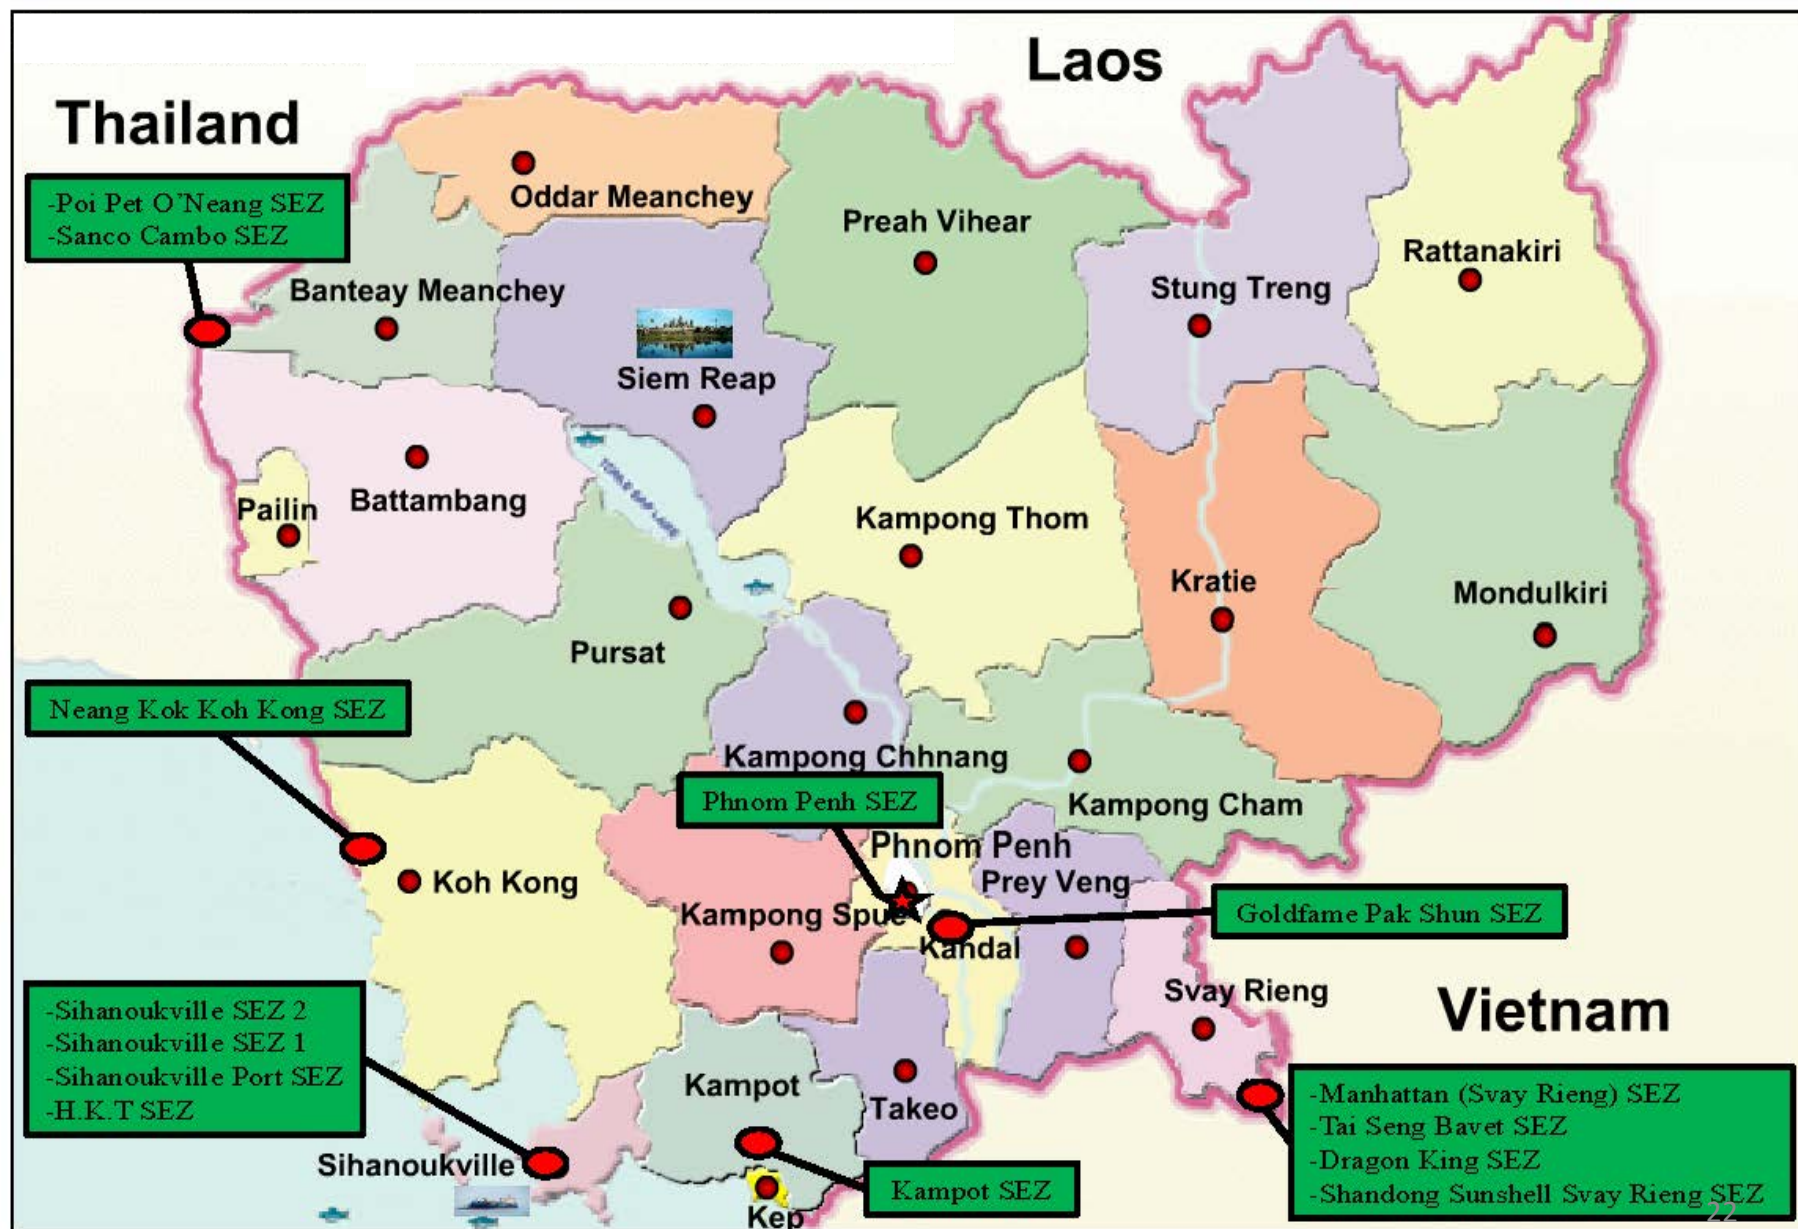 Laos
Thailand
-Poi Pet O'Neang SEZ
-Sanco Cambo SEZ
Oddar Meanchey
Preah Vihear
Rattanakiri
Banteay Meanchey
Stung Treng
Siem Reap
TONLE SAP LAKE
Pailin
Battambang
Kampong Thom
Kratie
Mondulkiri
Pursat
Neang Kok Koh Kong SEZ
Kampong Chhnang
Phnom Penh SEZ
Kampong Cham
Phnom Penh
Koh Kong
Prey Veng
Kampong Spue
Goldfame Pak Shun SEZ
Kandal
Svay Rieng
Vietnam
-Sihanoukville SEZ 2
-Sihanoukville SEZ 1
-Sihanoukville Port SEZ
-H.K.T SEZ
Kampot
Takeo
-Manhattan (Svay Rieng) SEZ
-Tai Seng Bavet SEZ
-Dragon King SEZ
-Shandong Sunshell Svay Rieng SEZ
Sihanoukville
Kampot SEZ
Kep
22